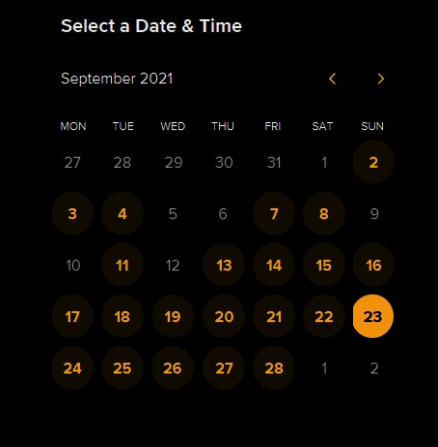 Select a Date & Time
September 2021
MON TUE WED THU FRI SAT SUN
27 28 29 30 31 1 2
3 4 5 6 7 8 9
10 11 12 13 14 15 16
17 18 19 20 21 22 23
24 25 26 27 28 1 2